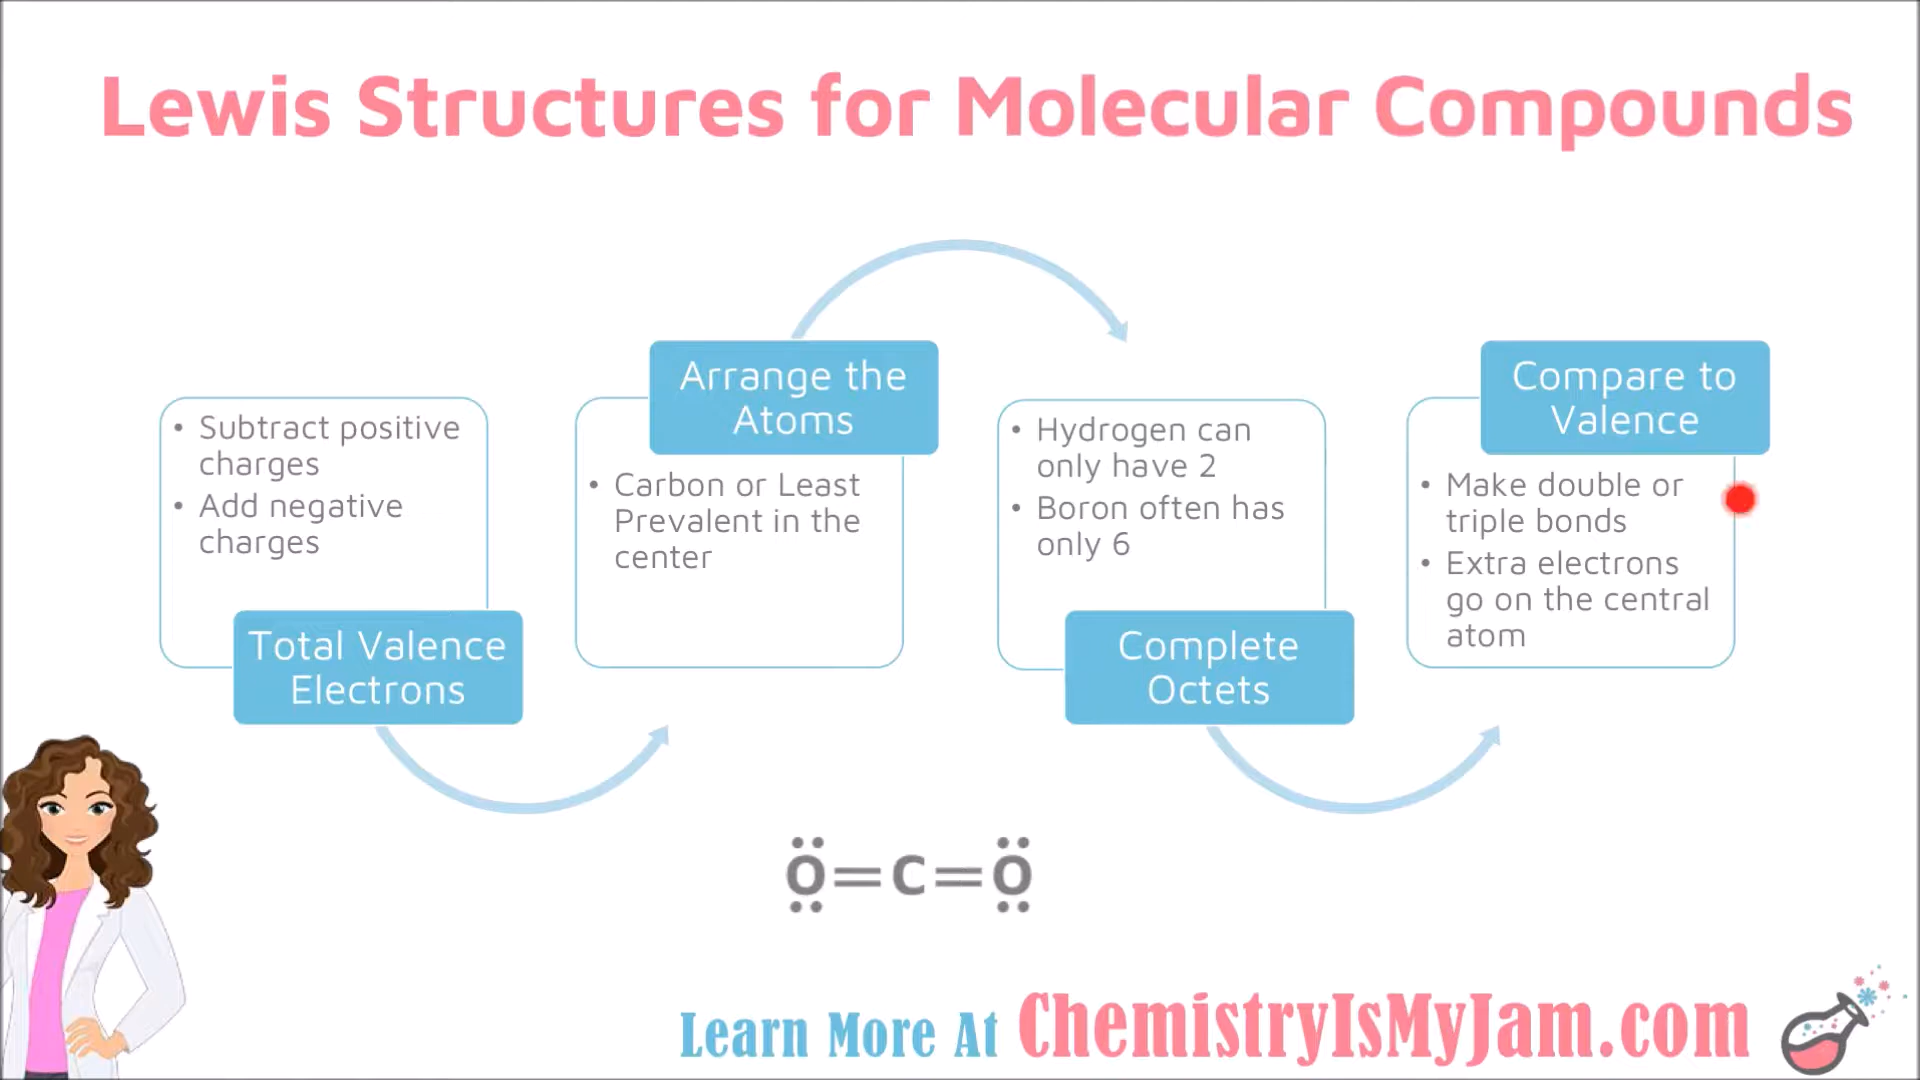 Lewis Structures for Molecular Compounds
• Subtract positive
charges
• Add negative
charges
Total Valence
Electrons
Arrange the
Atoms
• Carbon or Least
Prevalent in the
center
• Hydrogen can
only have 2
• Boron often has
only 6
Complete
Octets
Compare to
Valence
• Make double or
triple bonds
• Extra electrons
go on the central
atom
O=C=O
Learn More At ChemistryIsMyJam.com